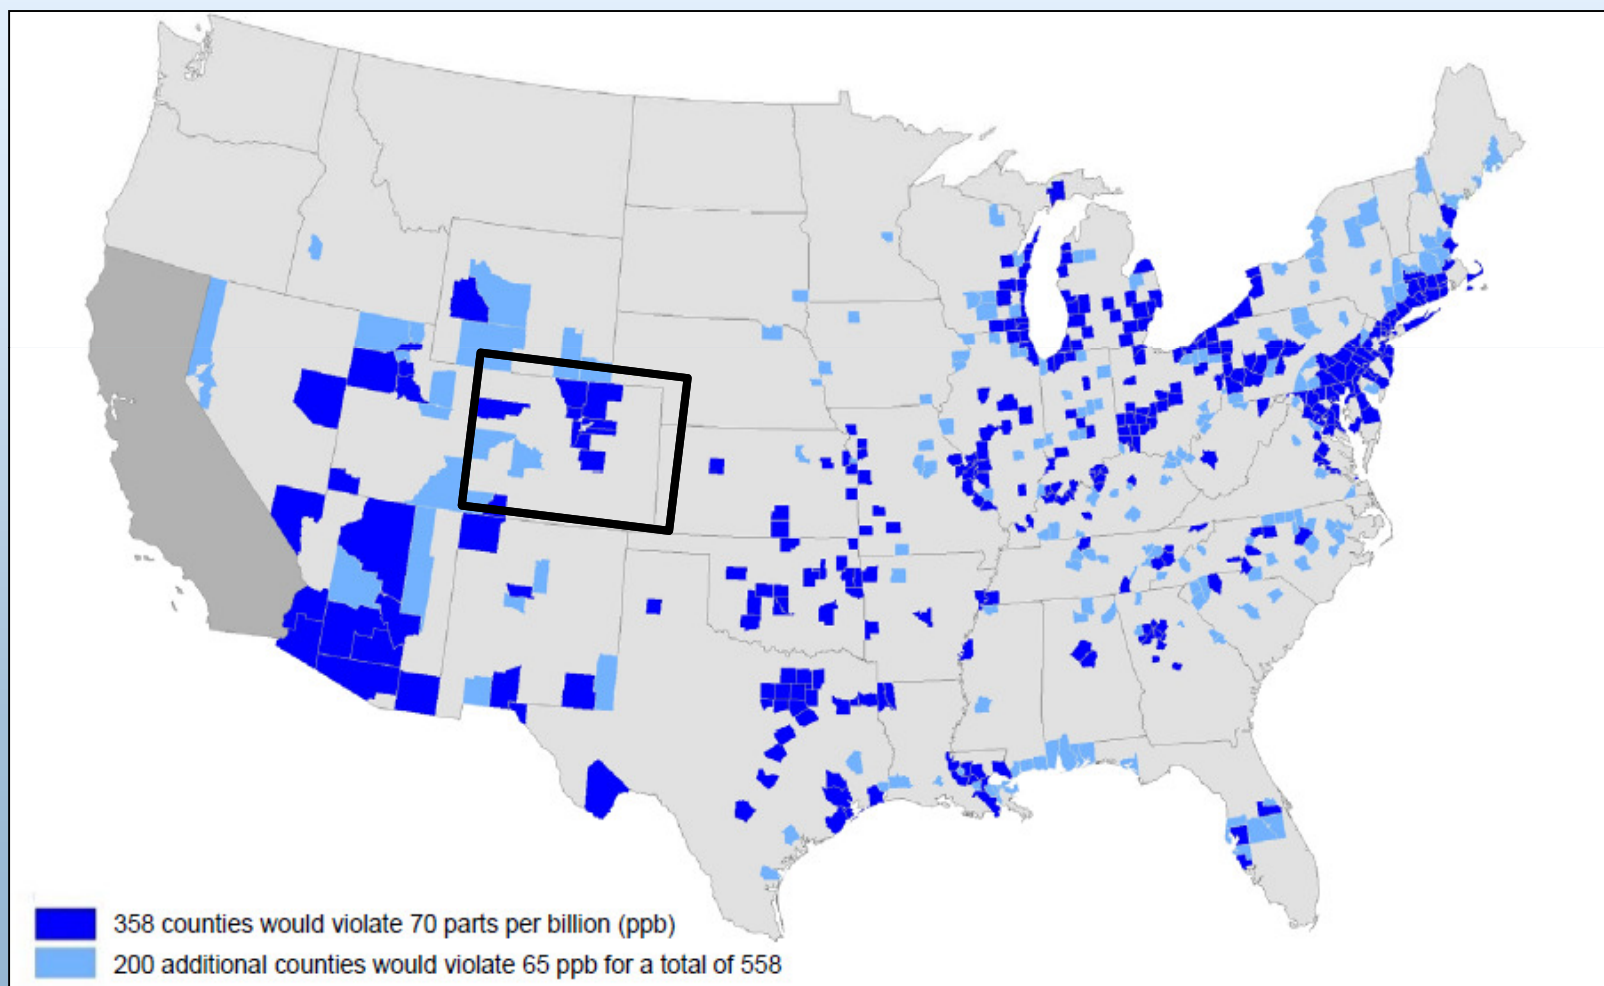 358 counties would violate 70 parts per billion (ppb)
200 additional counties would violate 65 ppb for a total of 558